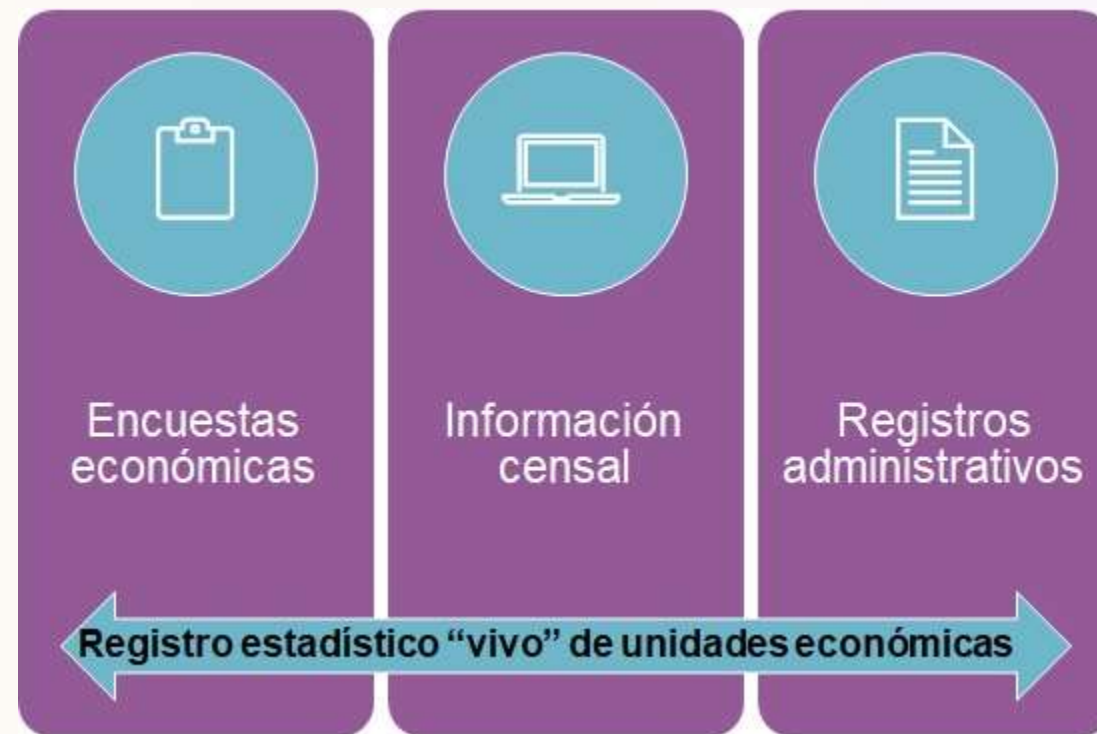 Encuestas
económicas
Información
censal
Registros
administrativos
Registro estadístico “vivo” de unidades económicas